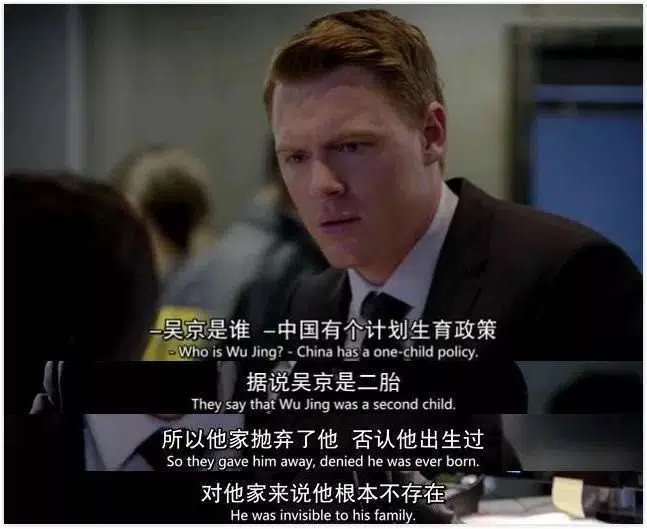 -吴京是谁 -中国有个计划生育政策
- Who is Wu Jing? - China has a one-child policy.
据说吴京是二胎
They say that Wu Jing was a second child.
所以他家抛弃了他 否认他出生过
So they gave him away, denied he was ever born.
对他家来说他根本不存在
He was invisible to his family.